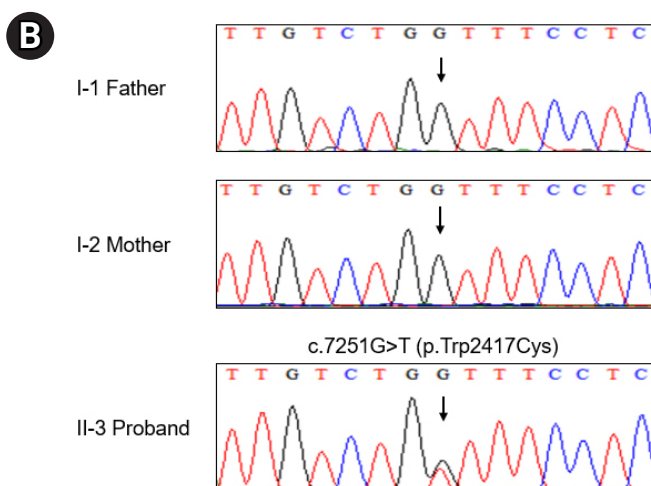 B
T T G T C T G G T T T C C T C
I-1 Father
T T G T C T G G T T T C C T C
I-2 Mother
c.7251G>T (p.Trp2417Cys)
T T G T C T G G T T T C C T C
II-3 Proband